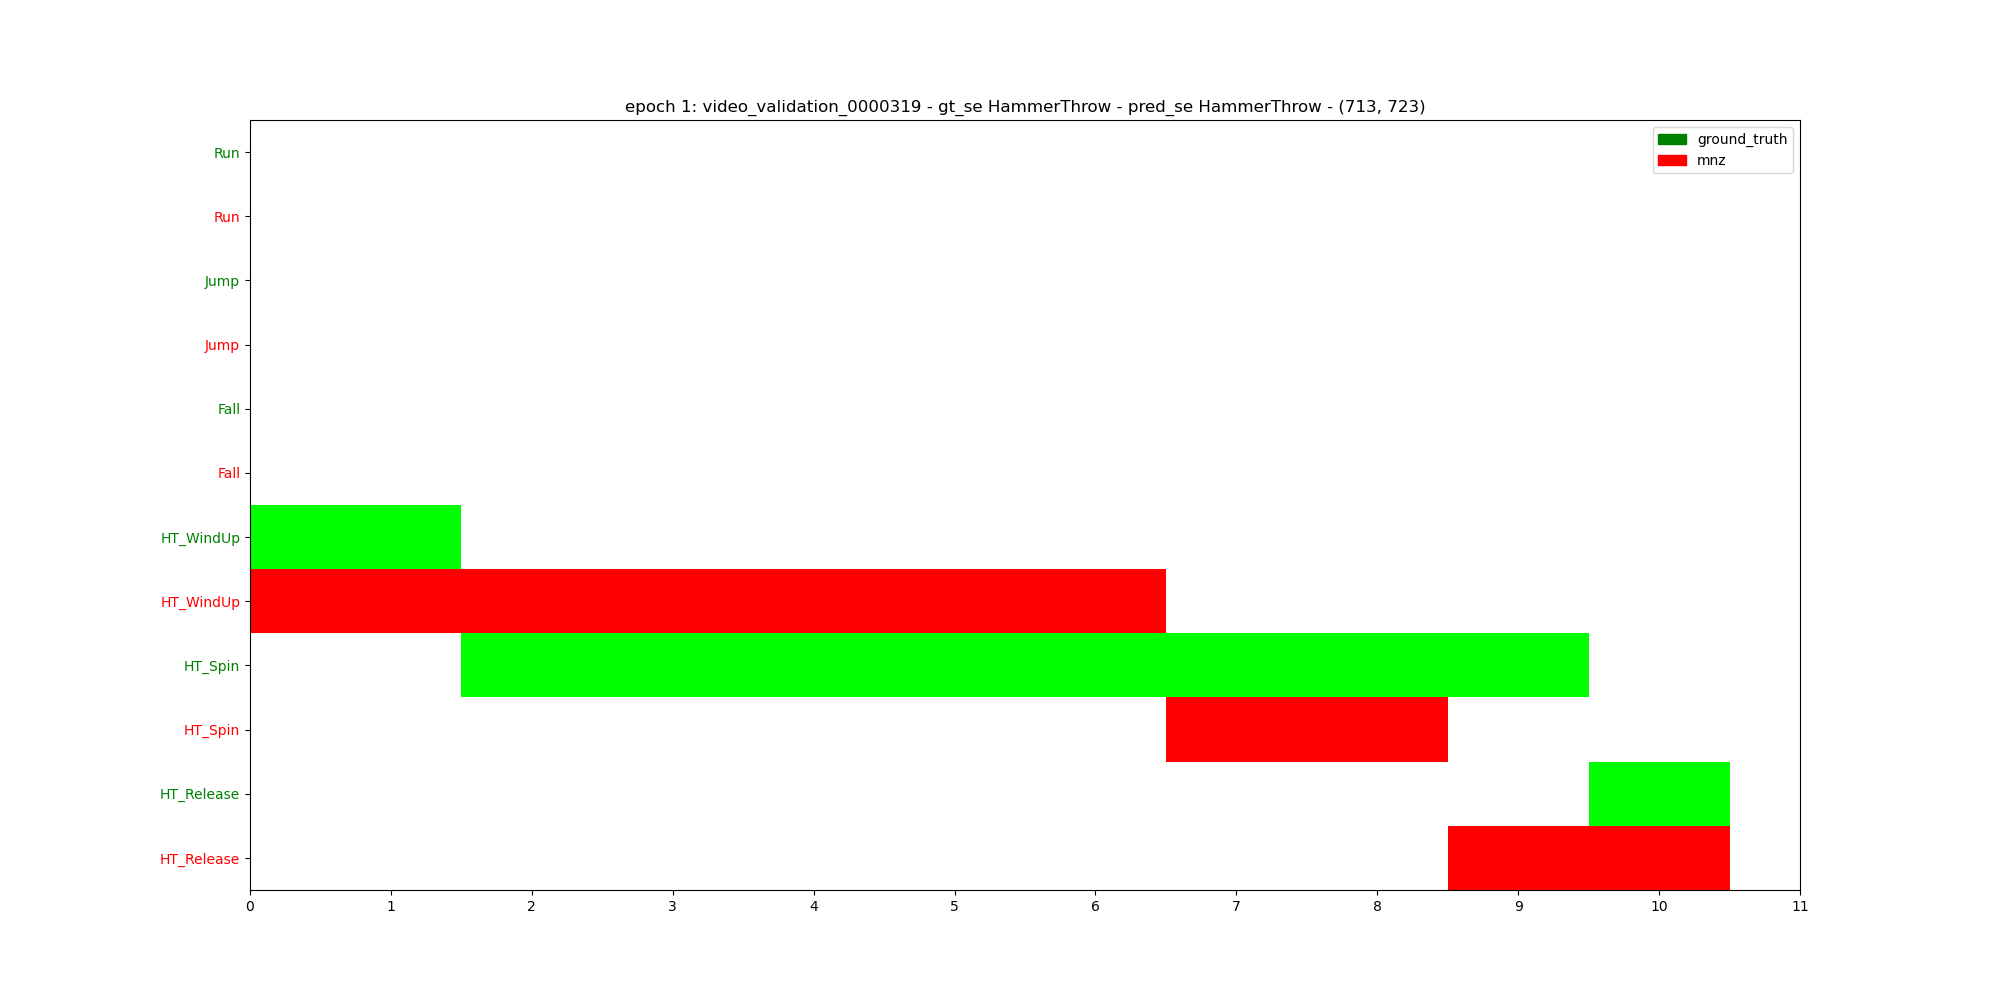 epoch 1: video_validation_0000319 - gt_se HammerThrow - pred_se HammerThrow - (713, 723)
ground_truth
mnz
Run
Run
Jump
Jump
Fall
Fall
HT_WindUp
HT_WindUp
HT_Spin
HT_Spin
HT_Release
HT_Release
0 1 2 3 4 5 6 7 8 9 10 11